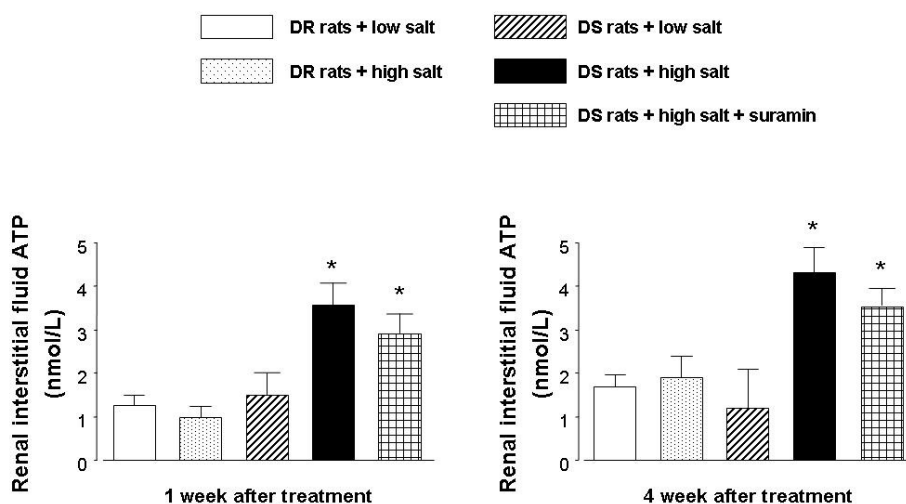 DR rats + low salt
DS rats + low salt
DR rats + high salt
DS rats + high salt
DS rats + high salt + suramin
Renal interstitial fluid ATP
(nmol/L)
5
4
3
2
1
0
*
*
1 week after treatment
Renal interstitial fluid ATP
(nmol/L)
5
4
3
2
1
0
*
*
4 week after treatment